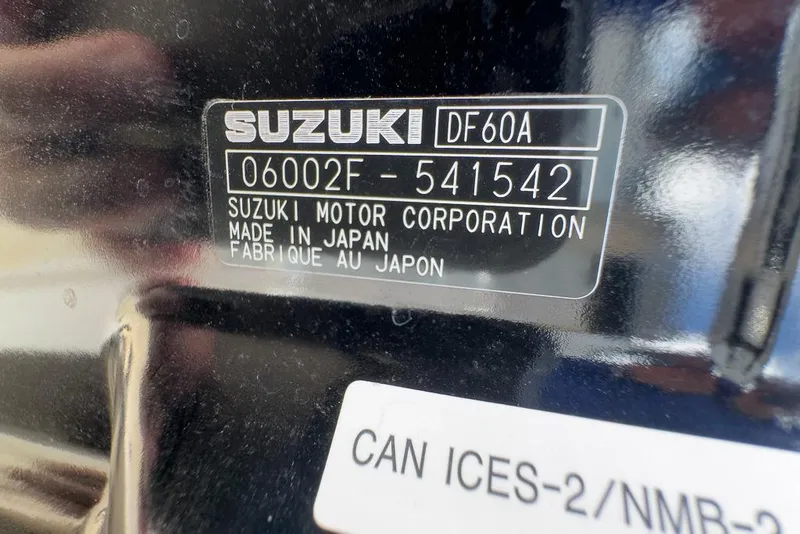 SUZUKI DF60A
06002F - 541542
SUZUKI MOTOR CORPORATION
MADE IN JAPAN
FABRIQUE AU JAPON
CAN ICES-2/NMB-2